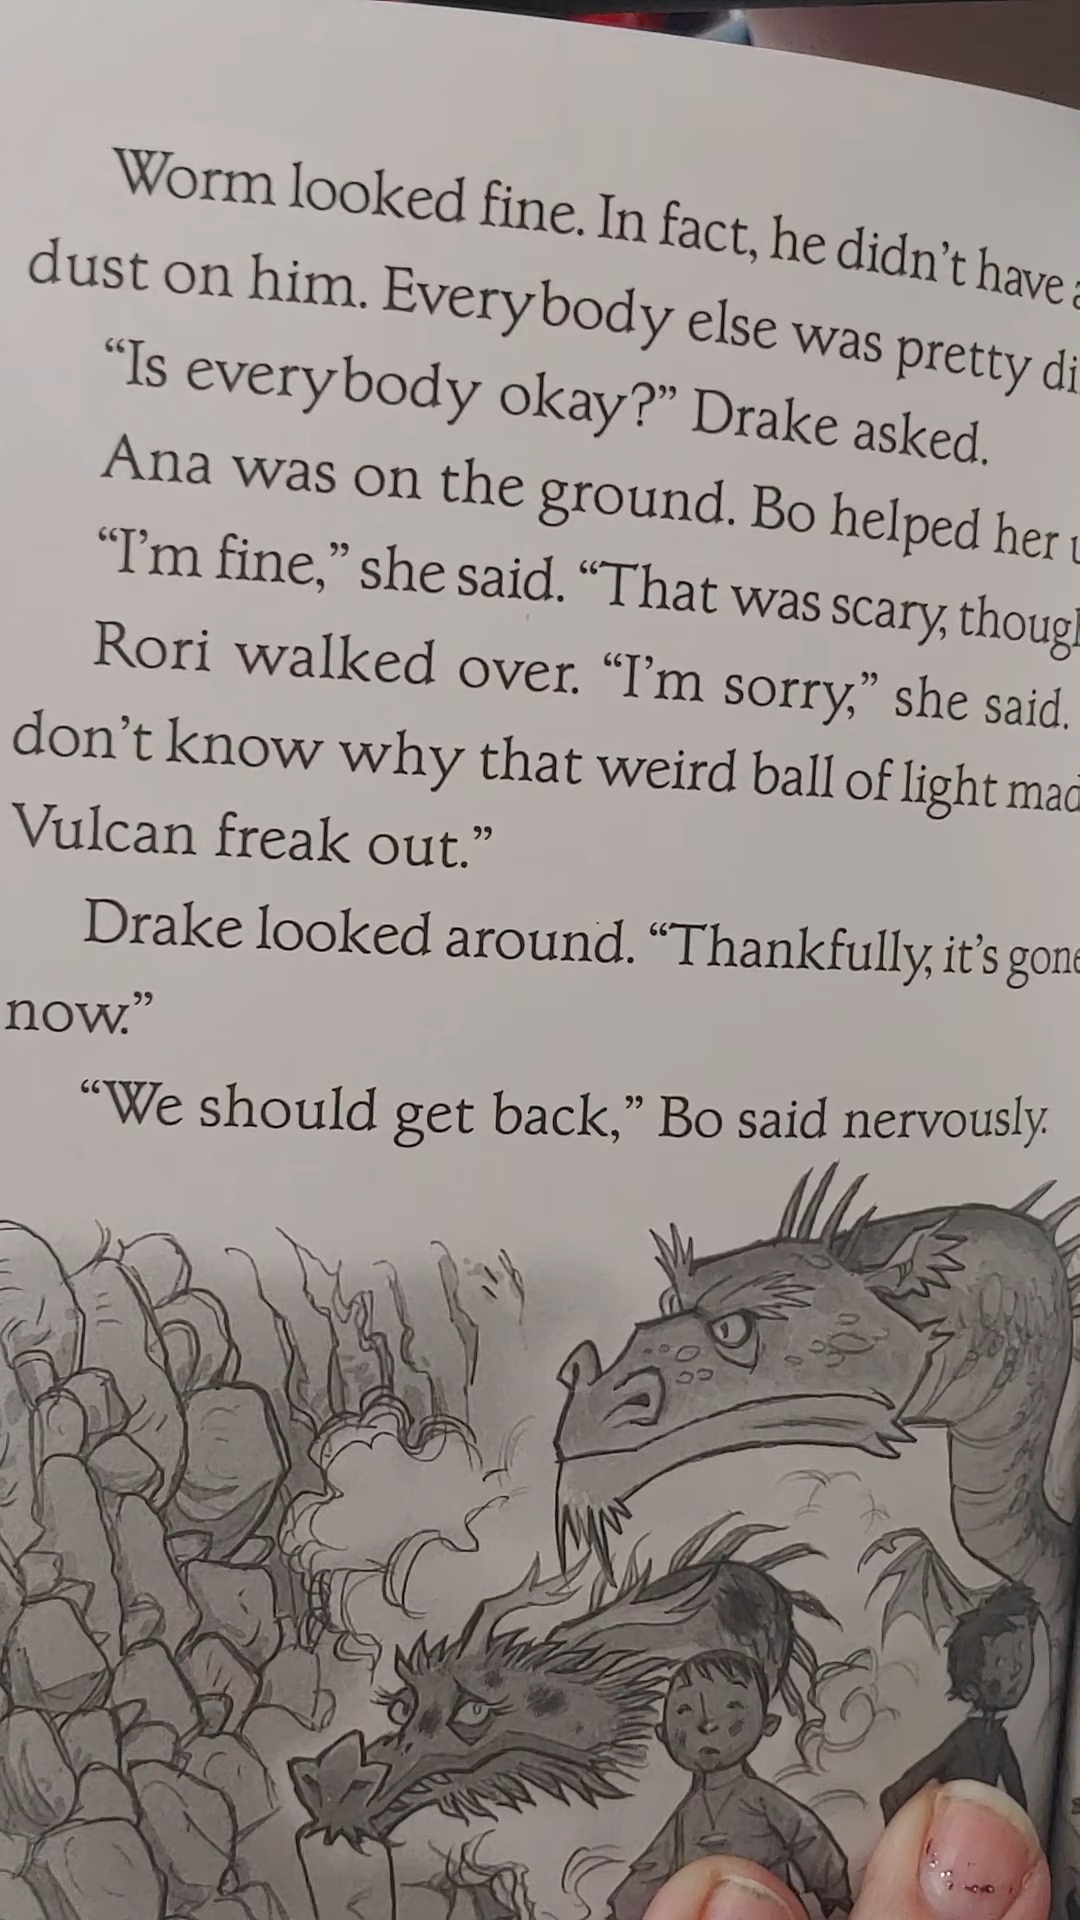 Worm looked fine. In fact, he didn't have
dust on him. Everybody else was pretty
“Is everybody okay?” Drake asked.
Ana was on the ground. Bo helped her
“I'm fine,” she said. “That was scary,
Rori walked over. “I'm sorry,” she said.
don't know why that weird ball of light
Vulcan freak out.”
Drake looked around. “Thankfully, it's
now.”
“We should get back,” Bo said nervously.